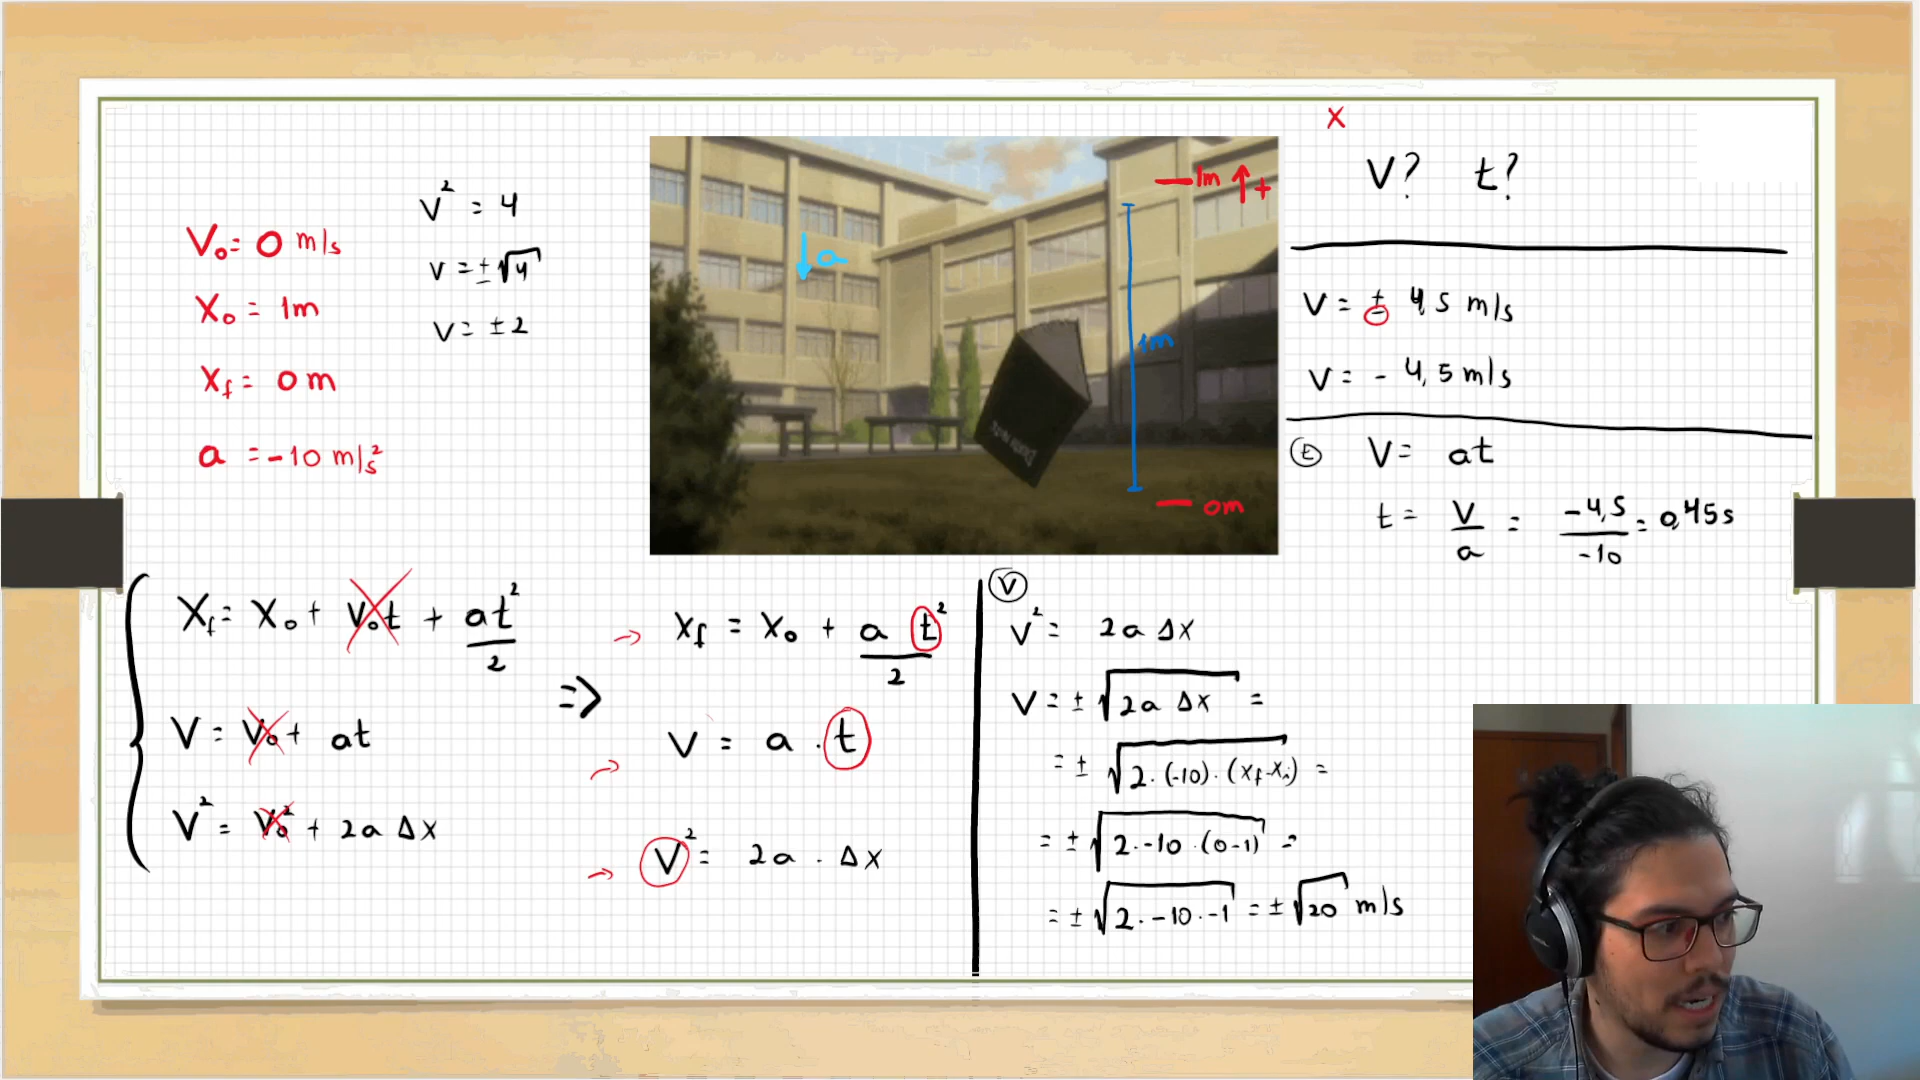 V₀ = 0 m/s
X₀ = 1m
X_f = 0 m
a = -10 m/s²
V² = 4
V = ±√4
V = ±2
a
1m ↑ +
1m
0m
Death Note
X
V? t?
V = ± 4,5 m/s
V = - 4,5 m/s
(t) V = at
t = V/a = -4,5/-10 = 0,45 s
X_f = X₀ + V₀t + at²/2
V = V₀ + at
V² = V₀² + 2a Δx
=>
→ X_f = X₀ + a t²/2
→ V = a . t
→ V² = 2a . Δx
(V)
V² = 2a Δx
V = ± √2a Δx =
= ± √2 . (-10) . (X_f - X_i) =
= ± √2 . -10 . (0-1) =
= ± √2 . -10 . -1 = ± √20 m/s